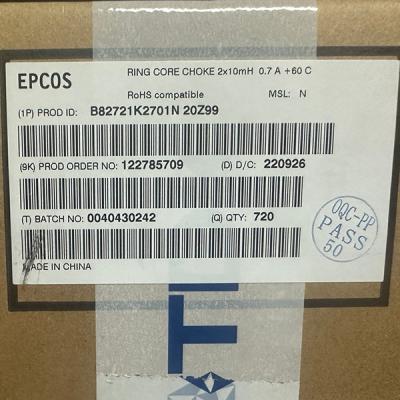 EPCOS
RING CORE CHOKE 2x10mH 0.7 A +60 C
RoHS compatible MSL: N
(1P) PROD ID: B82721K2701N 20Z99
(9K) PROD ORDER NO: 122785709 (D) D/C: 220926
(T) BATCH NO: 0040430242 (Q) QTY: 720
OQC-PP
PASS
50
MADE IN CHINA